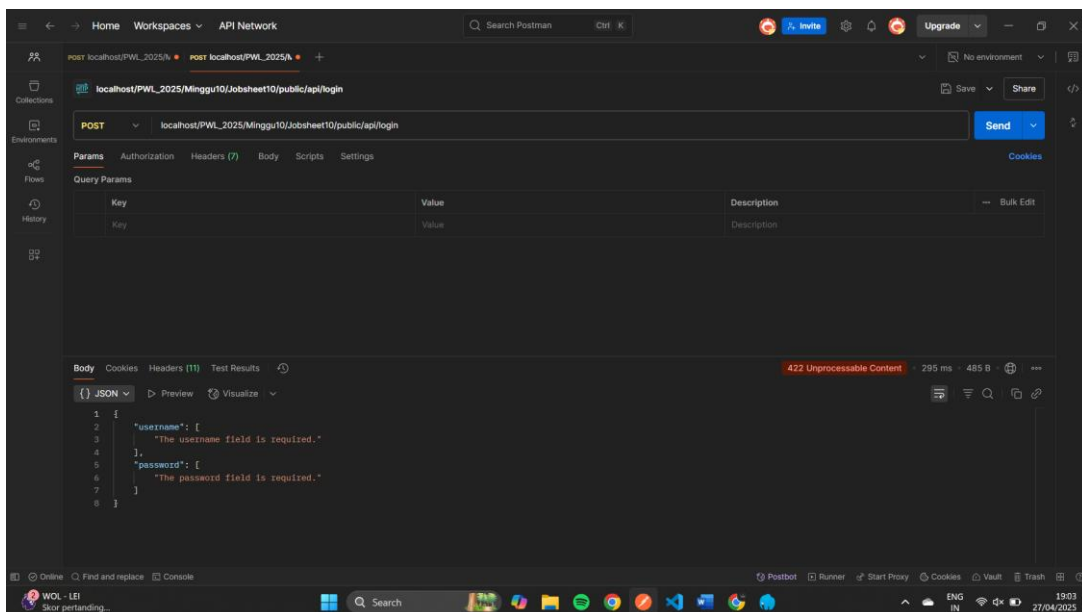 Home Workspaces API Network Search Postman Ctrl K Invite Upgrade
POST localhost/PWL_2025/M POST localhost/PWL_2025/M No environment
localhost/PWL_2025/Minggu10/Jobsheet10/public/api/login Save Share
POST localhost/PWL_2025/Minggu10/Jobsheet10/public/api/login Send
Params Authorization Headers (7) Body Scripts Settings Cookies
Query Params
Key Value Description Bulk Edit
Key Value Description
Collections
Environments
Flows
History
Body Cookies Headers (11) Test Results 422 Unprocessable Content 295 ms 485 B
{} JSON Preview Visualize
1 {
2 "username": [
3 "The username field is required."
4 ],
5 "password": [
6 "The password field is required."
7 ]
8 }
Online Find and replace Console Postbot Runner Start Proxy Cookies Vault Trash
2 WOL - LEI
Skor pertanding...
Search
ENG
IN
19:03